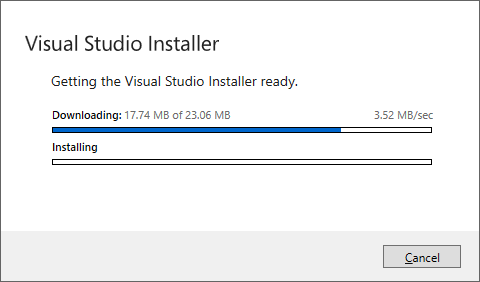 Visual Studio Installer
Getting the Visual Studio Installer ready.
Downloading: 17.74 MB of 23.06 MB 3.52 MB/sec
Installing
Cancel